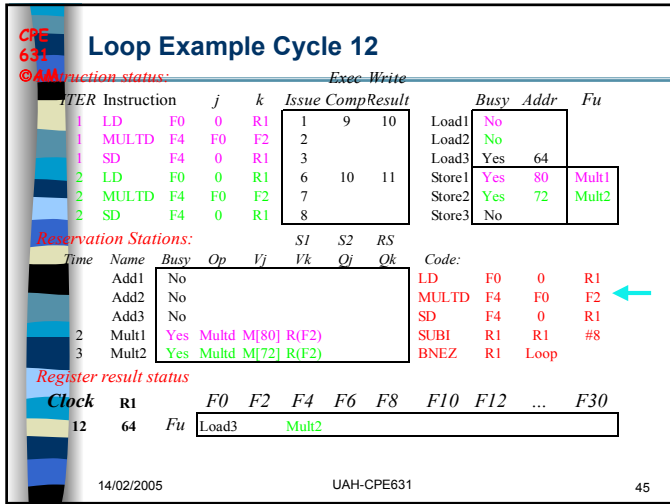 CPE
631
©AM
Loop Example Cycle 12
Instruction status: Exec Write
ITER Instruction j k Issue Comp Result Busy Addr Fu
1 LD F0 0 R1 1 9 10 Load1 No
1 MULTD F4 F0 F2 2 Load2 No
1 SD F4 0 R1 3 Load3 Yes 64
2 LD F0 0 R1 6 10 11 Store1 Yes 80 Mult1
2 MULTD F4 F0 F2 7 Store2 Yes 72 Mult2
2 SD F4 0 R1 8 Store3 No
Reservation Stations: S1 S2 RS
Time Name Busy Op Vj Vk Qj Qk Code:
Add1 No LD F0 0 R1
Add2 No MULTD F4 F0 F2
Add3 No SD F4 0 R1
2 Mult1 Yes Multd M[80] R(F2) SUBI R1 R1 #8
3 Mult2 Yes Multd M[72] R(F2) BNEZ R1 Loop
Register result status
Clock R1 F0 F2 F4 F6 F8 F10 F12 ... F30
12 64 Fu Load3 Mult2
14/02/2005 UAH-CPE631 45